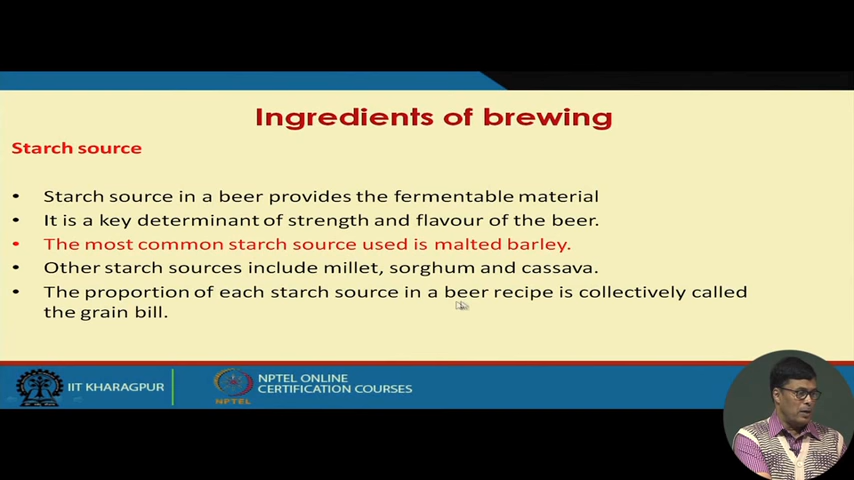 Ingredients of brewing
Starch source
• Starch source in a beer provides the fermentable material
• It is a key determinant of strength and flavour of the beer.
• The most common starch source used is malted barley.
• Other starch sources include millet, sorghum and cassava.
• The proportion of each starch source in a beer recipe is collectively called
the grain bill.
IIT KHARAGPUR
NPTEL
NPTEL ONLINE
CERTIFICATION COURSES